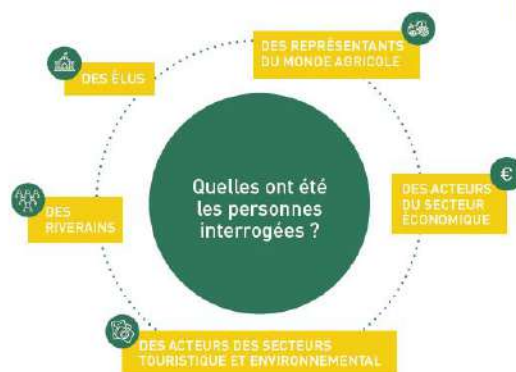 DES REPRÉSENTANTS
DU MONDE AGRICOLE
DES ÉLUS
Quelles ont été
les personnes
interrogées ?
€
DES ACTEURS
DU SECTEUR
ÉCONOMIQUE
DES
RIVERAINS
DES ACTEURS DES SECTEURS
TOURISTIQUE ET ENVIRONNEMENTAL